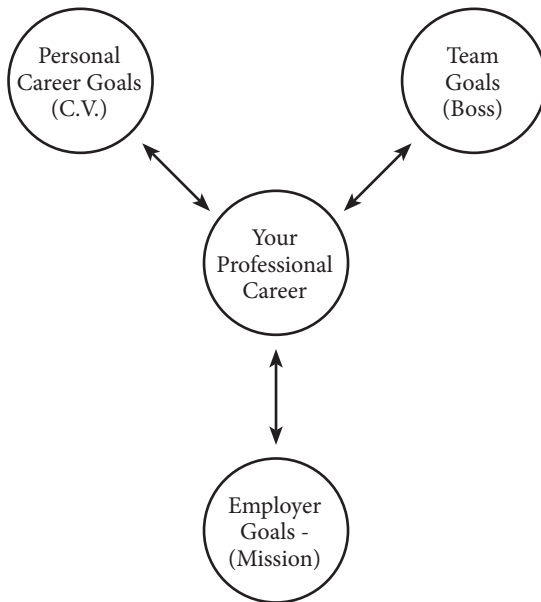 Personal
Career Goals
(C.V.)
Team
Goals
(Boss)
Your
Professional
Career
Employer
Goals -
(Mission)